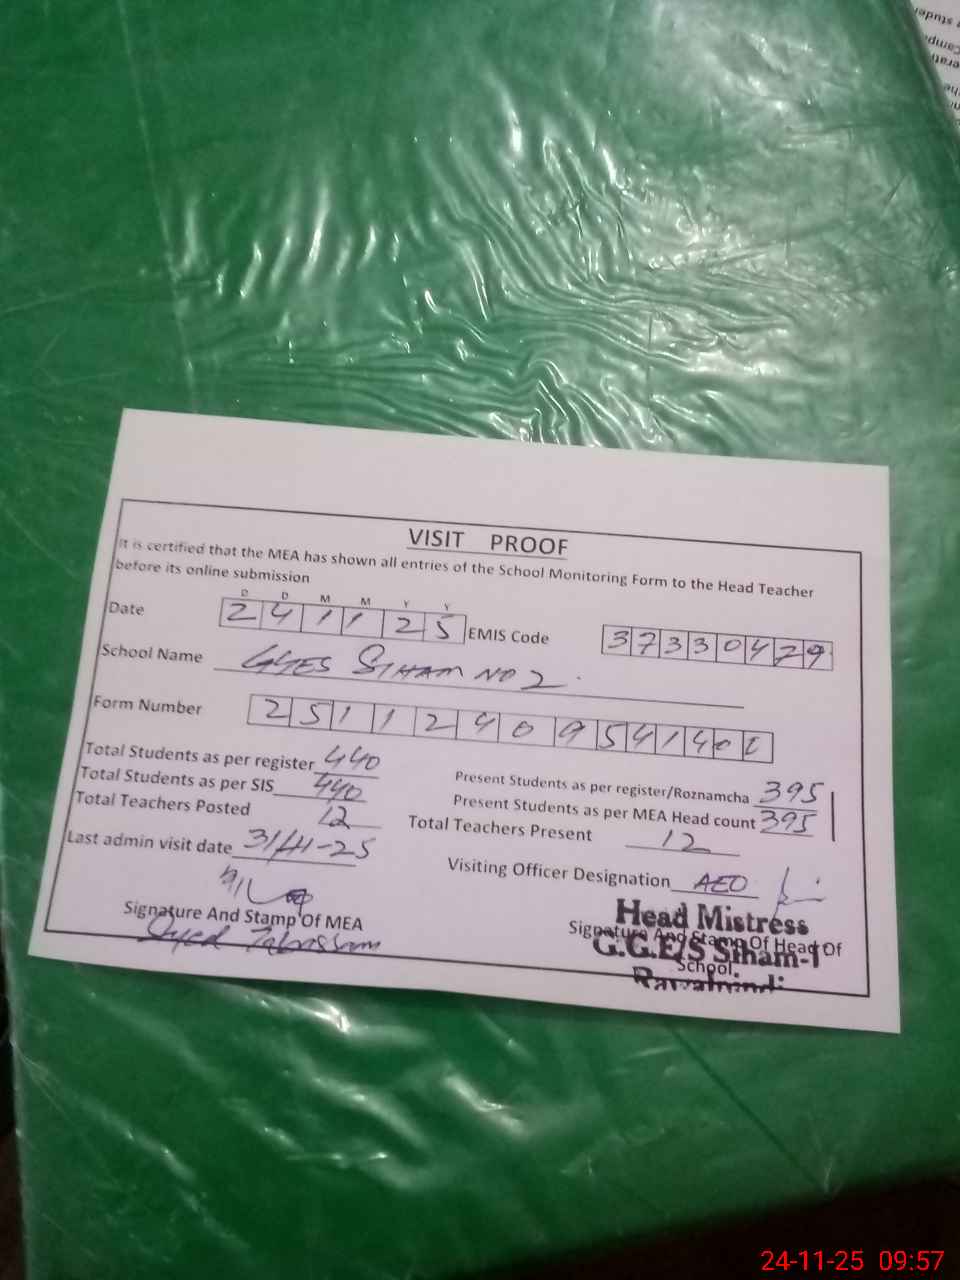 VISIT PROOF
It is certified that the MEA has shown all entries of the School Monitoring Form to the Head Teacher
before its online submission
D D M M Y Y
Date 2 4 1 1 2 5 EMIS Code 3 7 3 3 0 4 7 9
School Name GGES SIHAM NO 2
Form Number 2 5 1 1 2 4 0 9 5 4 1 4 0
Total Students as per register 440 Present Students as per register/Roznamcha 395
Total Students as per SIS 440 Present Students as per MEA Head count 395
Total Teachers Posted 12 Total Teachers Present 12
Last admin visit date -25 Visiting Officer Designation AEO
Signature And Stamp Of MEA
Syed Tabassam
Signature And Stamp Of Head Of
School
Head Mistress
G.G.E/S Siham-I
Rawalpindi
24-11-25 09:57